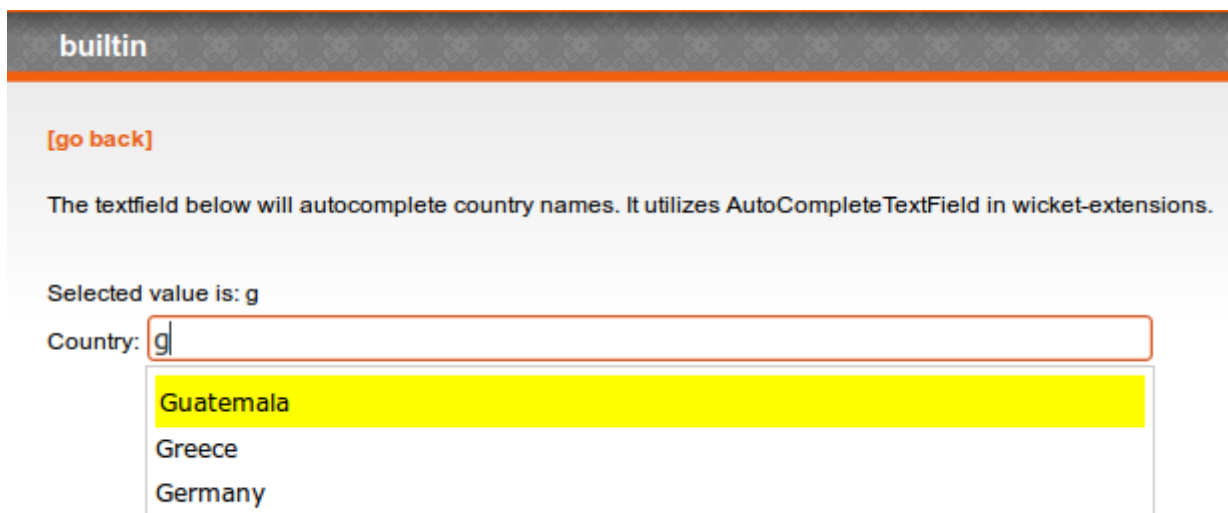 builtin
[go back]
The textfield below will autocomplete country names. It utilizes AutoCompleteTextField in wicket-extensions.
Selected value is: g
Country: g
Guatemala
Greece
Germany